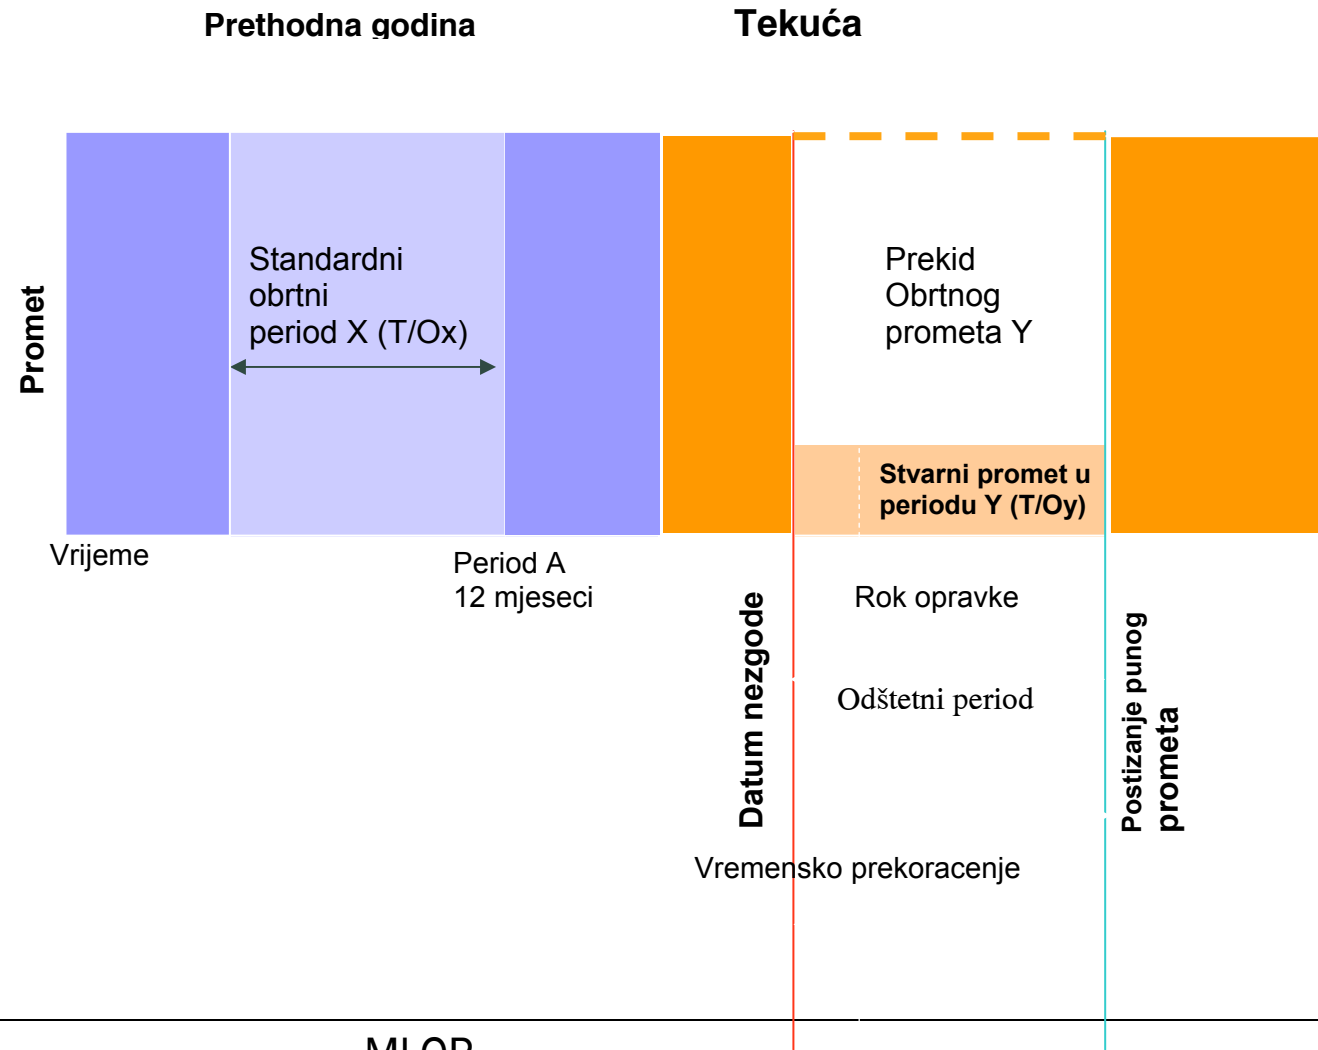 Prethodna godina
Tekuća
Promet
Standardni
obrtni
period X (T/Ox)
Prekid
Obrtnog
prometa Y
Stvarni promet u
periodu Y (T/Oy)
Vrijeme
Period A
12 mjeseci
Datum nezgode
Rok opravke
Odštetni period
Postizanje punog
prometa
Vremensko prekoracenje